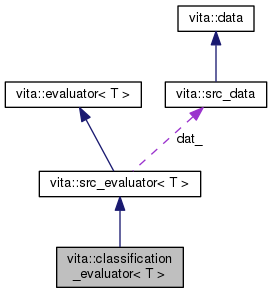 vita::data
vita::evaluator< T >
vita::src_data
dat_
vita::src_evaluator< T >
vita::classification
_evaluator< T >